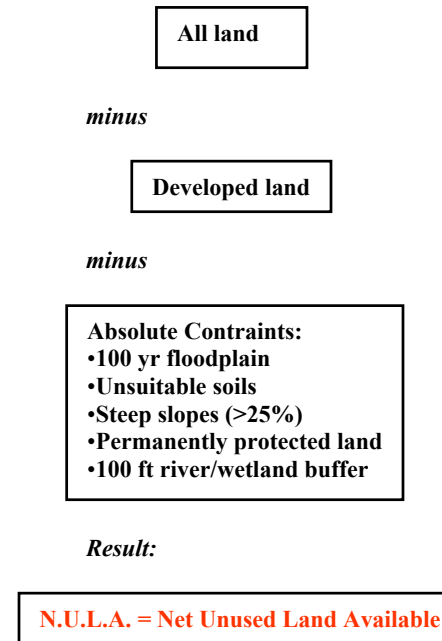 All land
minus
Developed land
minus
Absolute Contraints:
•100 yr floodplain
•Unsuitable soils
•Steep slopes (>25%)
•Permanently protected land
•100 ft river/wetland buffer
Result:
N.U.L.A. = Net Unused Land Available